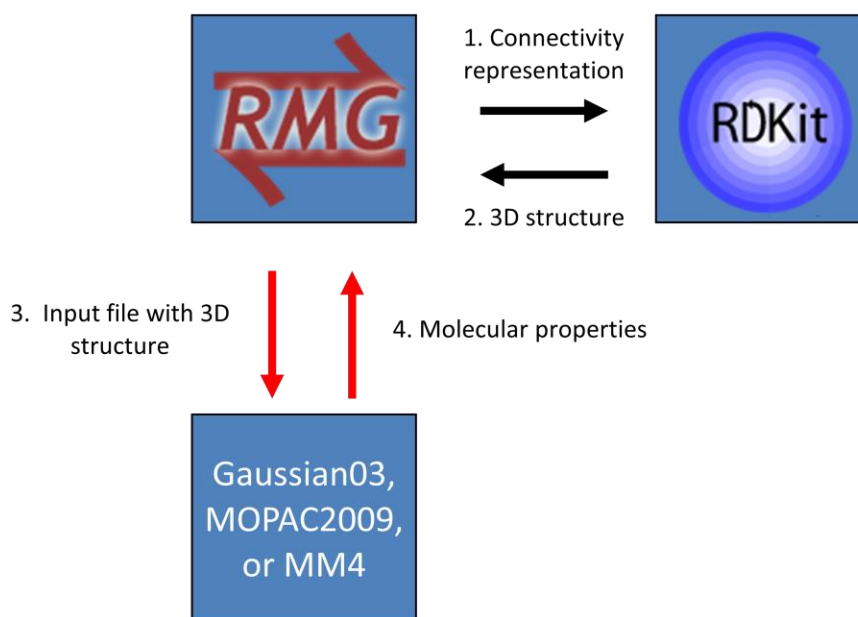 RMG
1. Connectivity
representation
RDKit
2. 3D structure
3. Input file with 3D
structure
4. Molecular properties
Gaussian03,
MOPAC2009,
or MM4